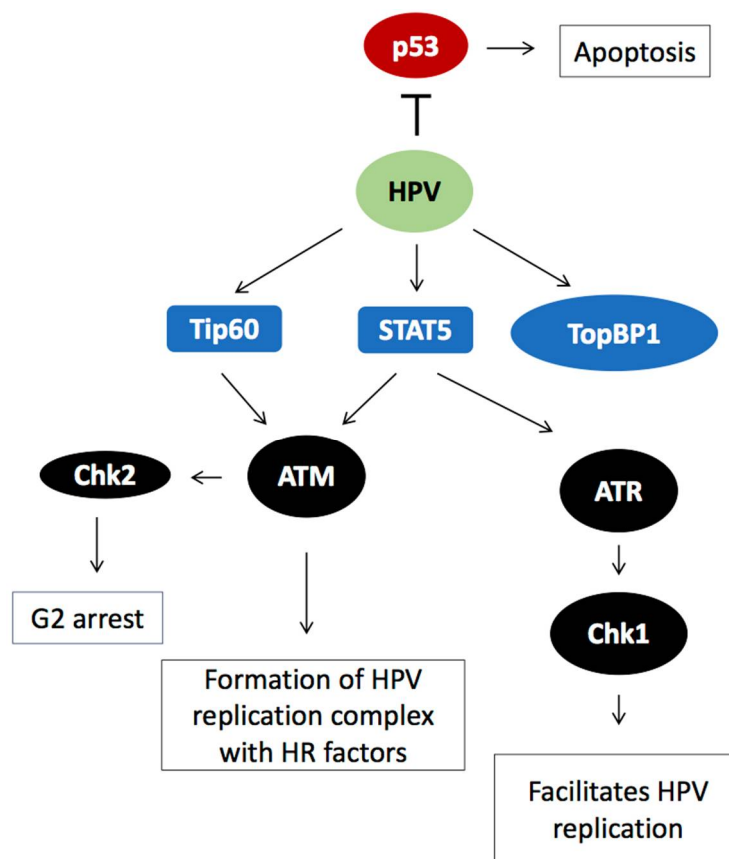 p53
Apoptosis
HPV
Tip60
STAT5
TopBP1
Chk2
ATM
ATR
G2 arrest
Chk1
Formation of HPV
replication complex
with HR factors
Facilitates HPV
replication